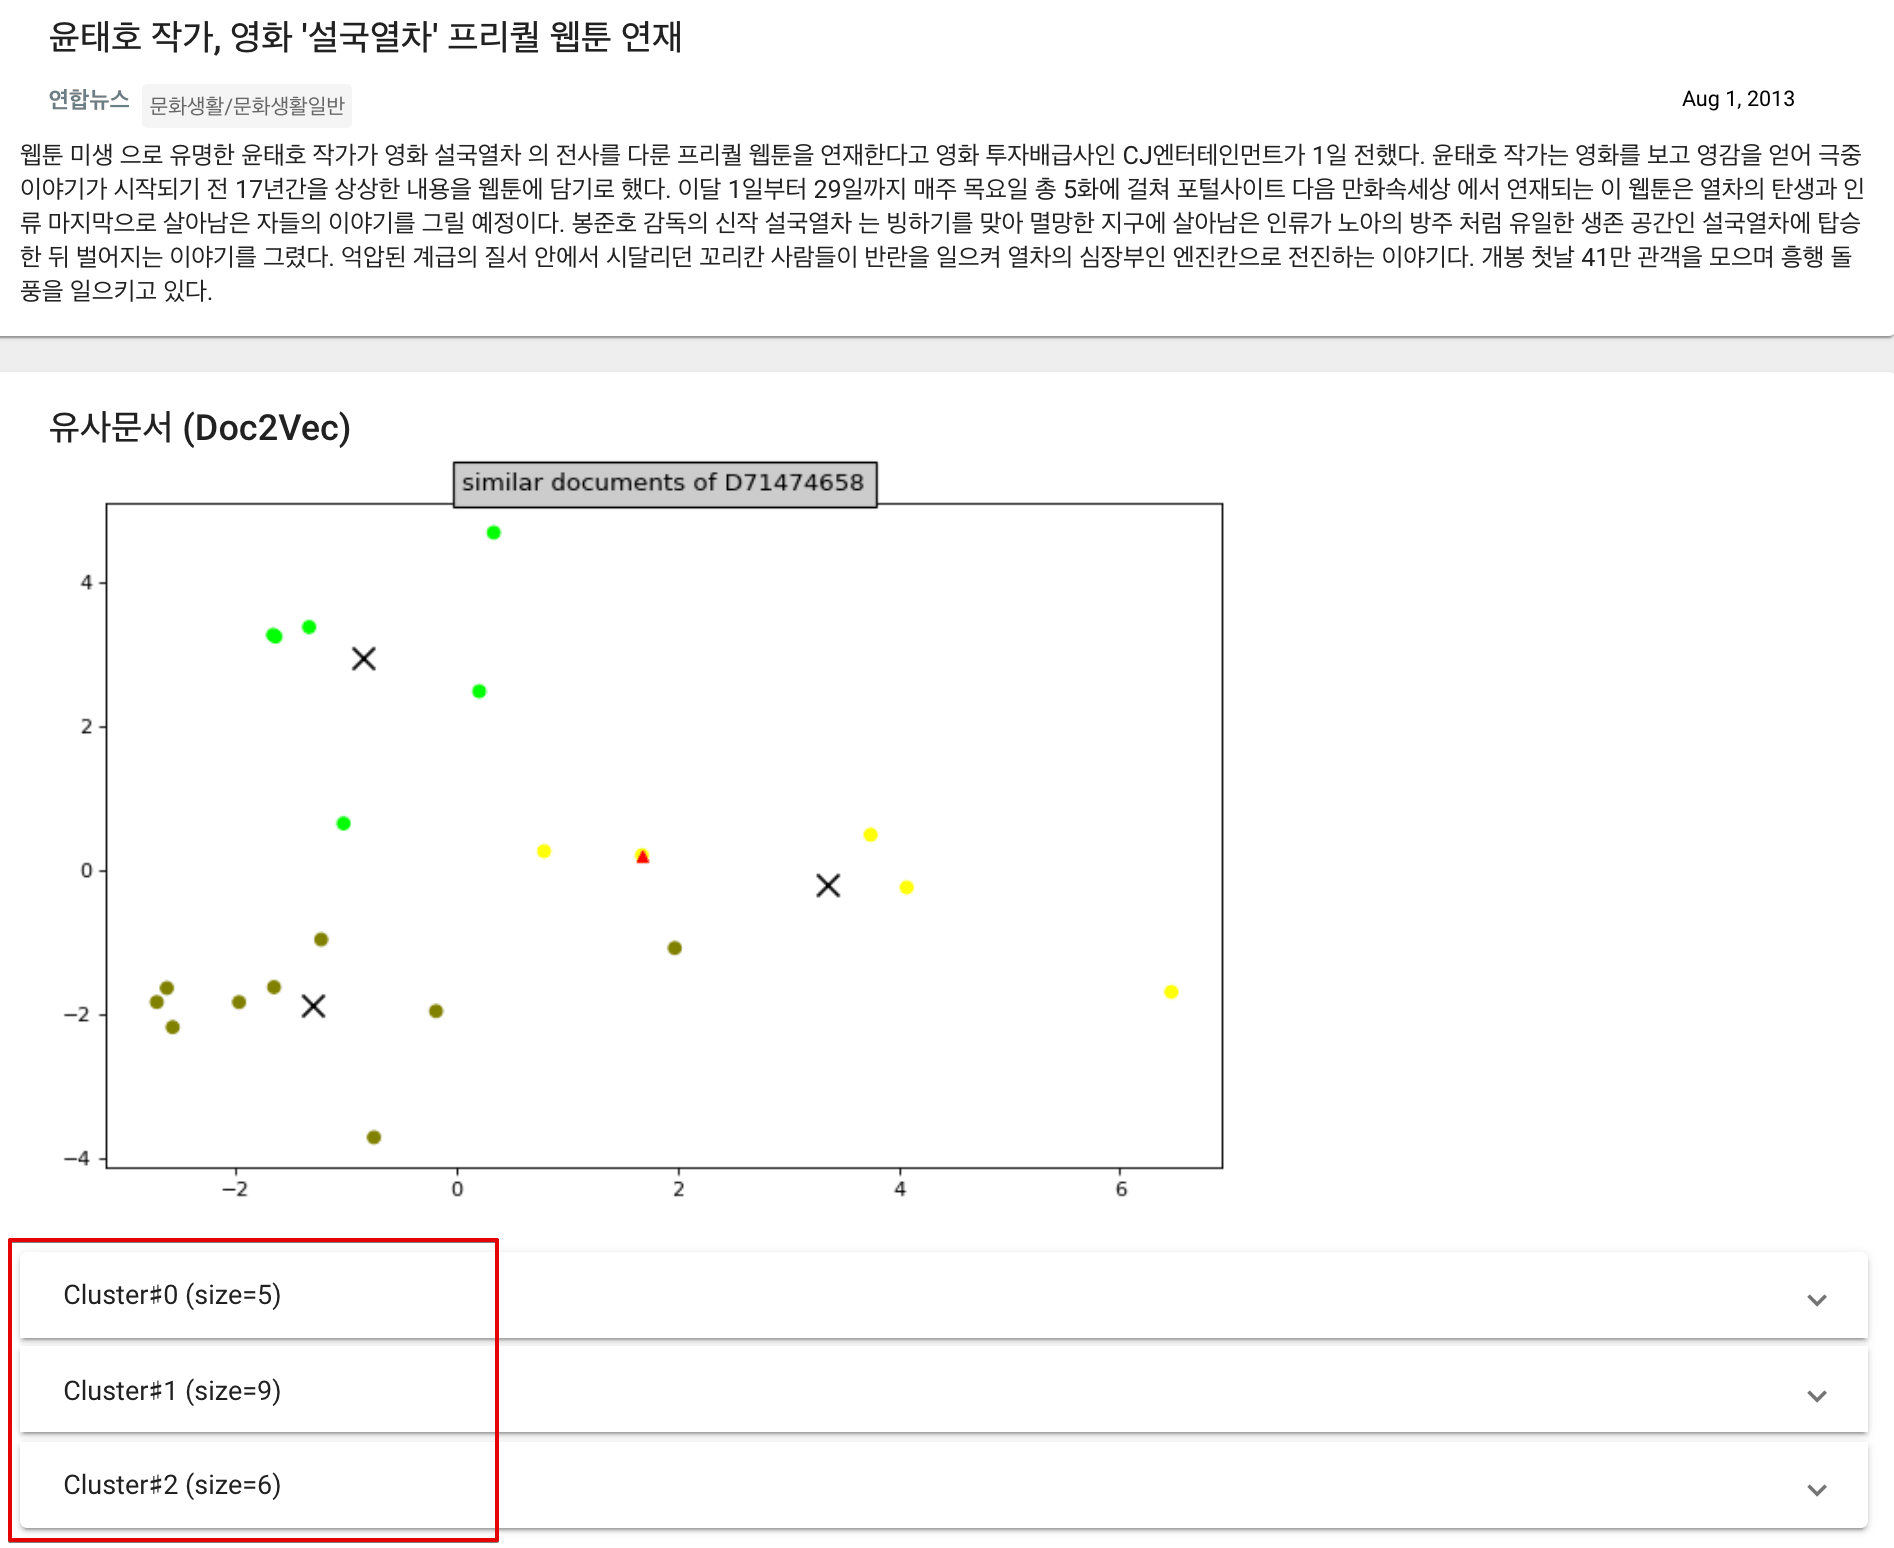 윤태호 작가, 영화 '설국열차' 프리퀄 웹툰 연재
연합뉴스 문화생활/문화생활일반 Aug 1, 2013
웹툰 미생 으로 유명한 윤태호 작가가 영화 설국열차 의 전사를 다룬 프리퀄 웹툰을 연재한다고 영화 투자배급사인 CJ엔터테인먼트가 1일 전했다. 윤태호 작가는 영화를 보고 영감을 얻어 극중
이야기가 시작되기 전 17년간을 상상한 내용을 웹툰에 담기로 했다. 이달 1일부터 29일까지 매주 목요일 총 5화에 걸쳐 포털사이트 다음 만화속세상 에서 연재되는 이 웹툰은 열차의 탄생과 인
류 마지막으로 살아남은 자들의 이야기를 그릴 예정이다. 봉준호 감독의 신작 설국열차 는 빙하기를 맞아 멸망한 지구에 살아남은 인류가 노아의 방주 처럼 유일한 생존 공간인 설국열차에 탑승
한 뒤 벌어지는 이야기를 그렸다. 억압된 계급의 질서 안에서 시달리던 꼬리칸 사람들이 반란을 일으켜 열차의 심장부인 엔진칸으로 전진하는 이야기다. 개봉 첫날 41만 관객을 모으며 흥행 돌
풍을 일으키고 있다.
유사문서 (Doc2Vec)
similar documents of D71474658
4
2
0
−2
−4
−2 0 2 4 6
Cluster#0 (size=5)
Cluster#1 (size=9)
Cluster#2 (size=6)